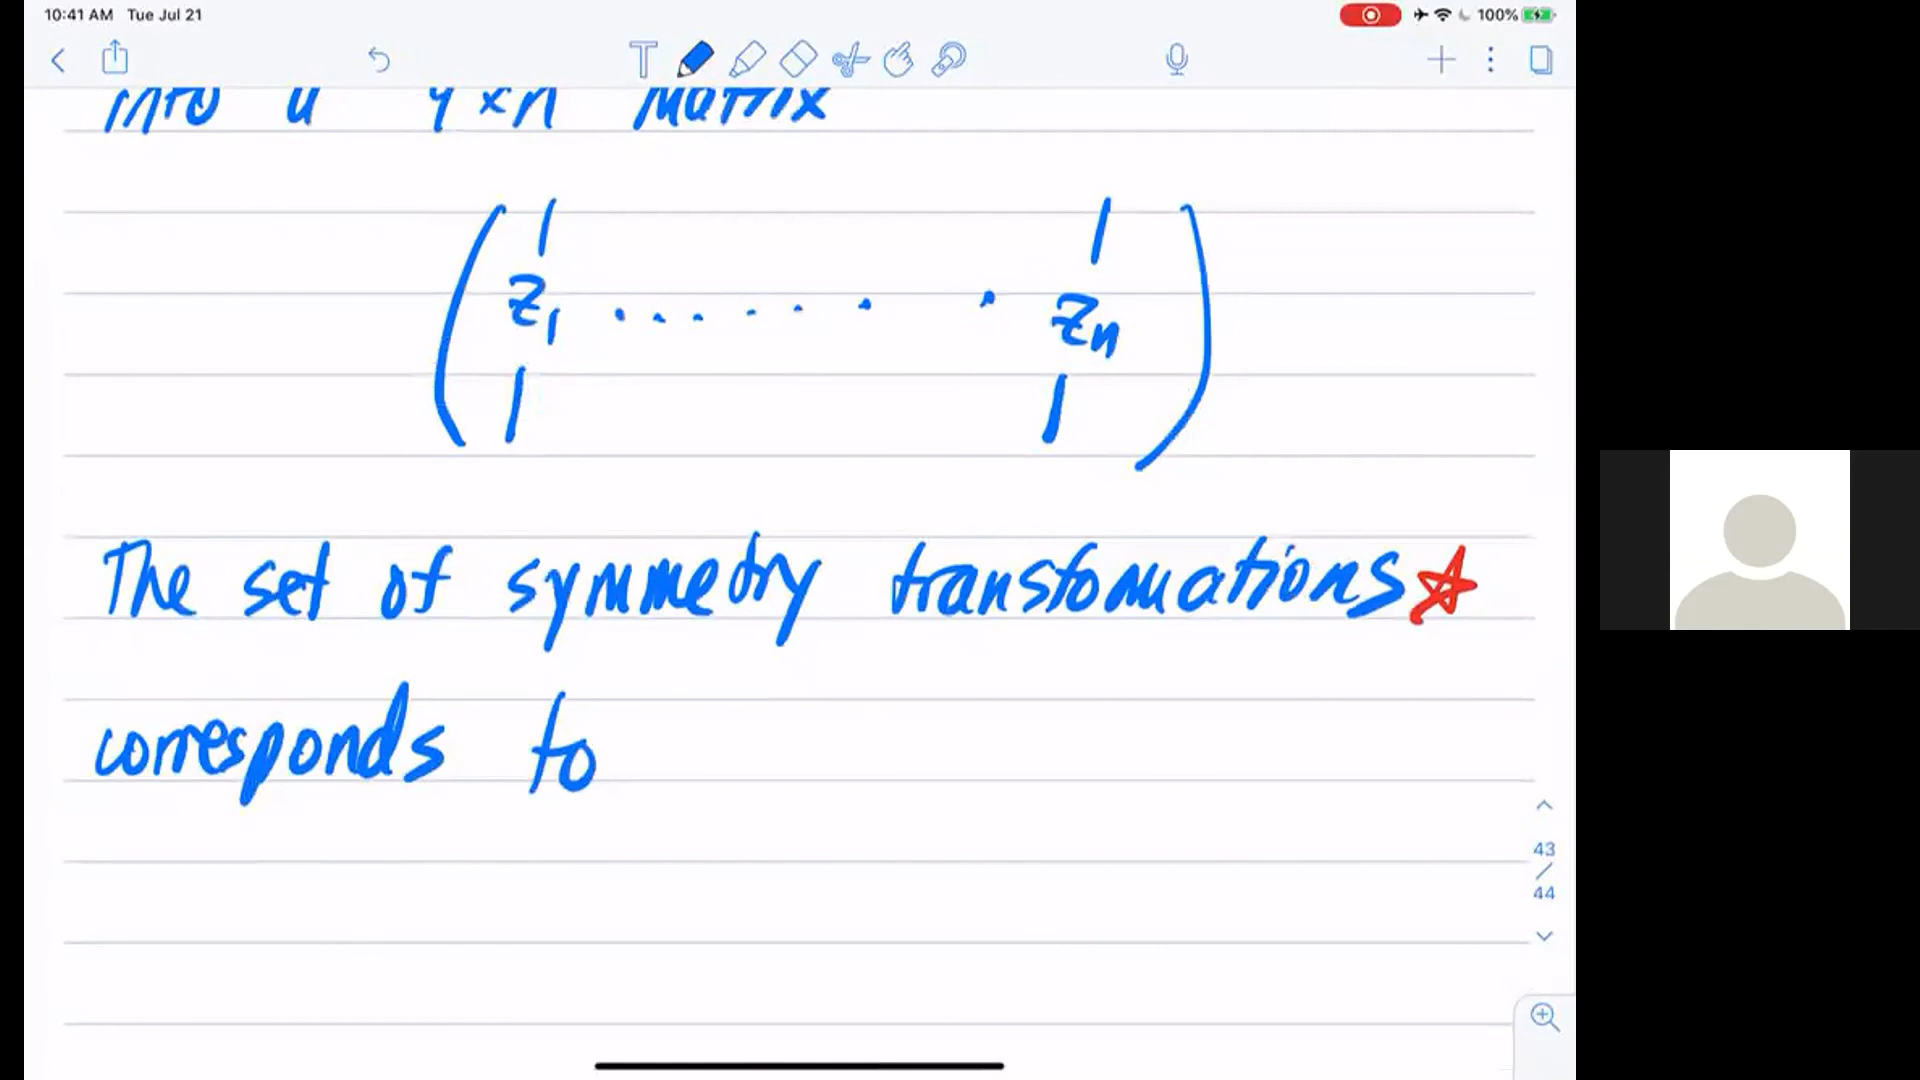 10:41 AM Tue Jul 21
100%
into a 4×n matrix
z₁ ....... zₙ
The set of symmetry transformations☆
corresponds to
43
/
44